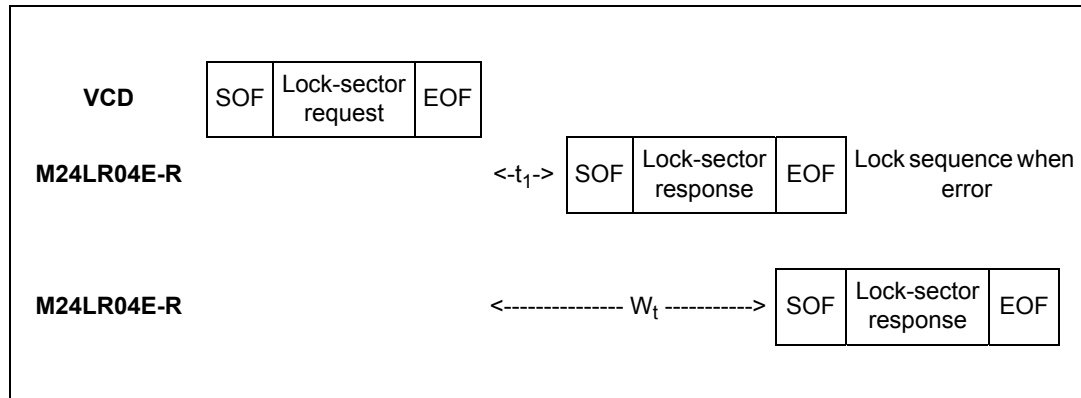 VCD SOF Lock-sector request EOF
M24LR04E-R <-t₁-> SOF Lock-sector response EOF Lock sequence when error
M24LR04E-R <--------------- Wₜ -----------> SOF Lock-sector response EOF